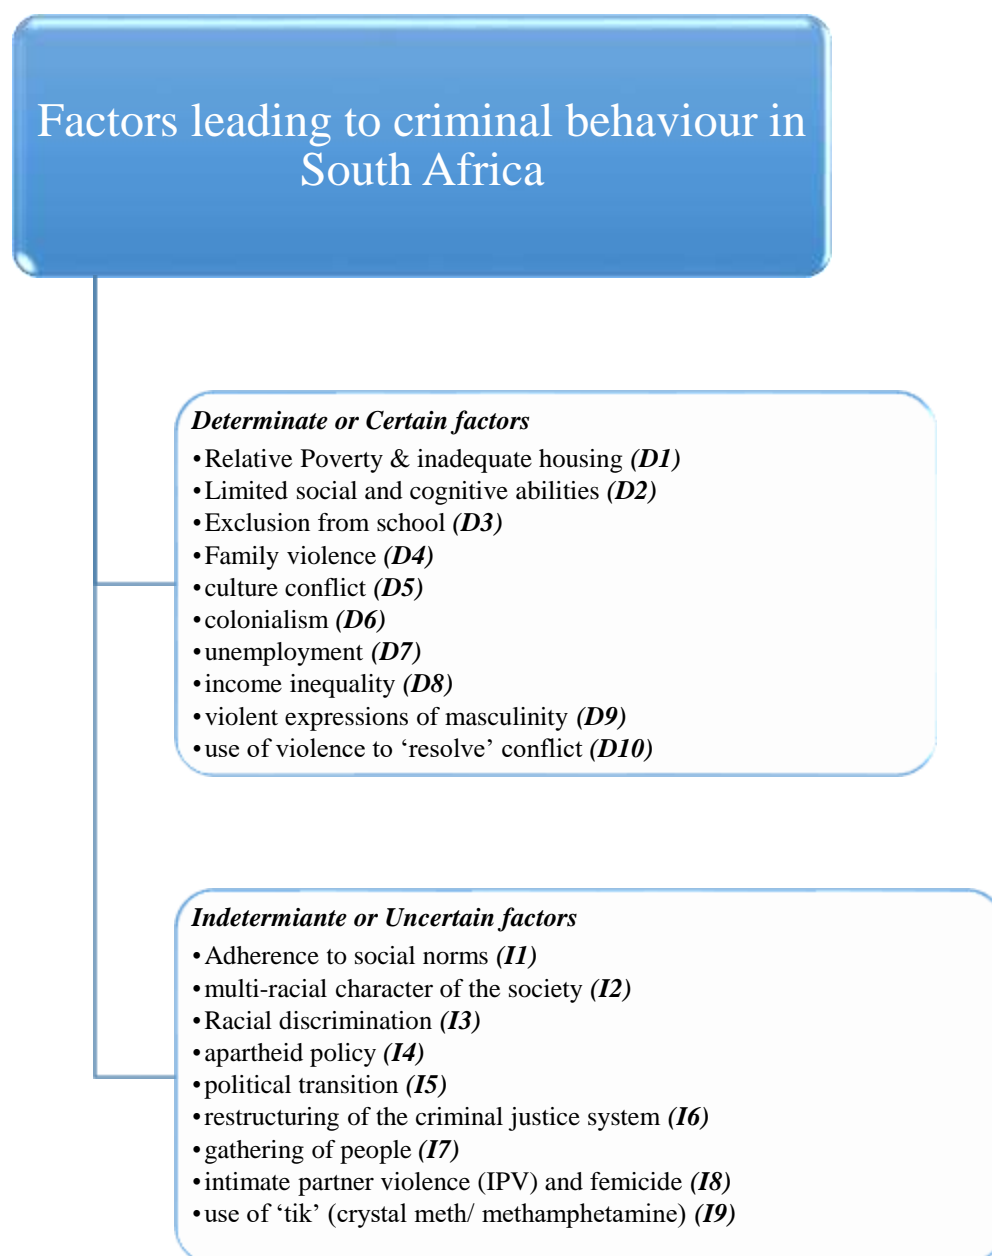 Factors leading to criminal behaviour in
South Africa
Determinate or Certain factors
•Relative Poverty & inadequate housing (D1)
•Limited social and cognitive abilities (D2)
•Exclusion from school (D3)
•Family violence (D4)
•culture conflict (D5)
•colonialism (D6)
•unemployment (D7)
•income inequality (D8)
•violent expressions of masculinity (D9)
•use of violence to ‘resolve’ conflict (D10)
Indetermiante or Uncertain factors
•Adherence to social norms (I1)
•multi-racial character of the society (I2)
•Racial discrimination (I3)
•apartheid policy (I4)
•political transition (I5)
•restructuring of the criminal justice system (I6)
•gathering of people (I7)
•intimate partner violence (IPV) and femicide (I8)
•use of ‘tik’ (crystal meth/ methamphetamine) (I9)